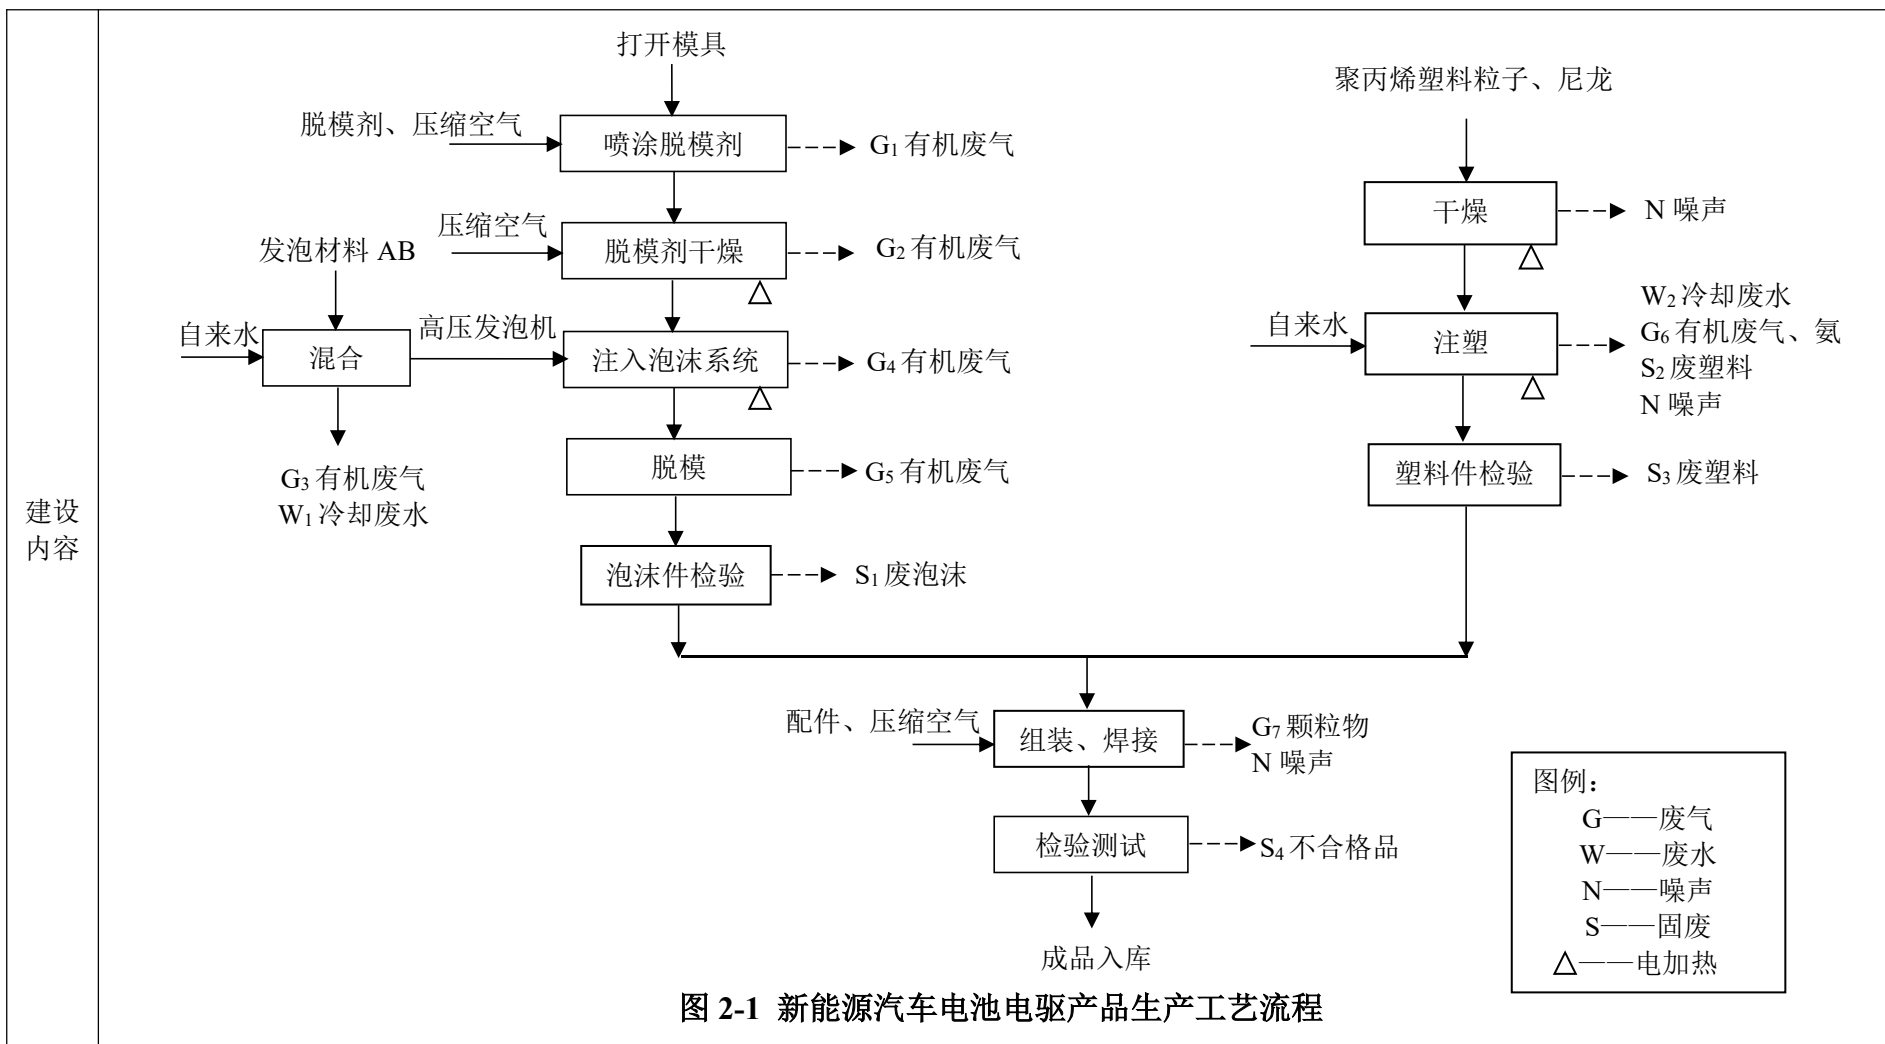 建设
内容
打开模具
脱模剂、压缩空气
喷涂脱模剂
G1有机废气
压缩空气
脱模剂干燥
G2有机废气
发泡材料 AB
自来水
混合
高压发泡机
注入泡沫系统
G4有机废气
G3有机废气
W1冷却废水
脱模
G5有机废气
泡沫件检验
S1废泡沫
聚丙烯塑料粒子、尼龙
干燥
N 噪声
自来水
注塑
W2冷却废水
G6有机废气、氨
S2废塑料
N 噪声
塑料件检验
S3废塑料
配件、压缩空气
组装、焊接
G7颗粒物
N 噪声
检验测试
S4不合格品
成品入库
图例：
G——废气
W——废水
N——噪声
S——固废
△——电加热
图 2-1 新能源汽车电池电驱产品生产工艺流程